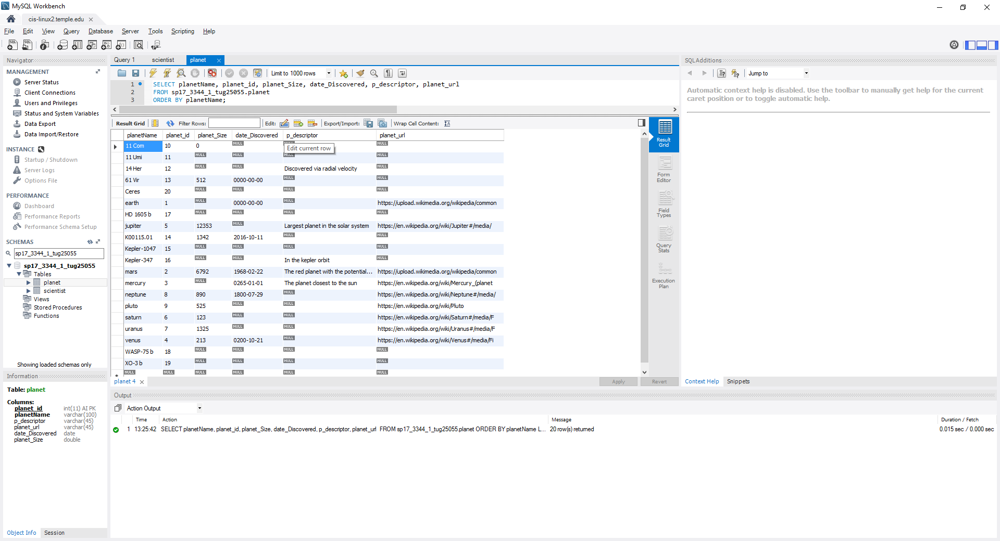 MySQL Workbench
cis-linux2.temple.edu
File Edit View Query Database Server Tools Scripting Help
Navigator
MANAGEMENT
Server Status
Client Connections
Users and Privileges
Status and System Variables
Data Export
Data Import/Restore
INSTANCE
Startup / Shutdown
Server Logs
Options File
PERFORMANCE
Dashboard
Performance Reports
Performance Schema Setup
SCHEMAS
sp17_3344_1_tug25055
sp17_3344_1_tug25055
Tables
planet
scientist
Views
Stored Procedures
Functions
Showing loaded schemas only
Information
Table: planet
Columns:
planet_id int(11) AI PK
planetName varchar(100)
p_descriptor varchar(45)
planet_url varchar(45)
date_Discovered date
planet_Size double
Object Info Session
Query 1 scientist planet
Limit to 1000 rows
1 SELECT planetName, planet_id, planet_Size, date_Discovered, p_descriptor, planet_url
2 FROM sp17_3344_1_tug25055.planet
3 ORDER BY planetName;
Result Grid Filter Rows: Edit: Export/Import: Wrap Cell Content:
planetName planet_id planet_Size date_Discovered p_descriptor planet_url
11 Com 10 0 NULL NULL
Edit current row
11 Umi 11 NULL NULL NULL NULL
14 Her 12 NULL NULL Discovered via radial velocity NULL
61 Vir 13 512 0000-00-00 NULL NULL
Ceres 20 NULL NULL NULL NULL
earth 1 NULL 0000-00-00 NULL https://upload.wikimedia.org/wikipedia/common
HD 1605 b 17 NULL NULL NULL NULL
jupiter 5 12353 NULL Largest planet in the solar system https://en.wikipedia.org/wiki/Jupiter#/media/
K00115.01 14 1342 2016-10-11 NULL NULL
Kepler-1047 15 NULL NULL NULL NULL
Kepler-347 16 NULL NULL In the kepler orbit NULL
mars 2 6792 1968-02-22 The red planet with the potential... https://upload.wikimedia.org/wikipedia/common
mercury 3 NULL 0265-01-01 The planet closest to the sun https://en.wikipedia.org/wiki/Mercury_(planet
neptune 8 890 1800-07-29 NULL https://en.wikipedia.org/wiki/Neptune#/media/
pluto 9 525 NULL NULL https://en.wikipedia.org/wiki/Pluto
saturn 6 123 NULL NULL https://en.wikipedia.org/wiki/Saturn#/media/F
uranus 7 1325 NULL NULL https://en.wikipedia.org/wiki/Uranus#/media/F
venus 4 213 0200-10-21 NULL https://en.wikipedia.org/wiki/Venus#/media/Fi
WASP-75 b 18 NULL NULL NULL NULL
XO-3 b 19 NULL NULL NULL NULL
NULL NULL NULL NULL NULL NULL
Result
Grid
Form
Editor
Field
Types
Query
Stats
Execution
Plan
planet 4 Apply Revert
SQLAdditions
Jump to
Automatic context help is disabled. Use the toolbar to manually get help for the current
caret position or to toggle automatic help.
Context Help Snippets
Output
Action Output
Time Action Message Duration / Fetch
1 13:25:42 SELECT planetName, planet_id, planet_Size, date_Discovered, p_descriptor, planet_url FROM sp17_3344_1_tug25055.planet ORDER BY planetName L... 20 row(s) returned 0.015 sec / 0.000 sec